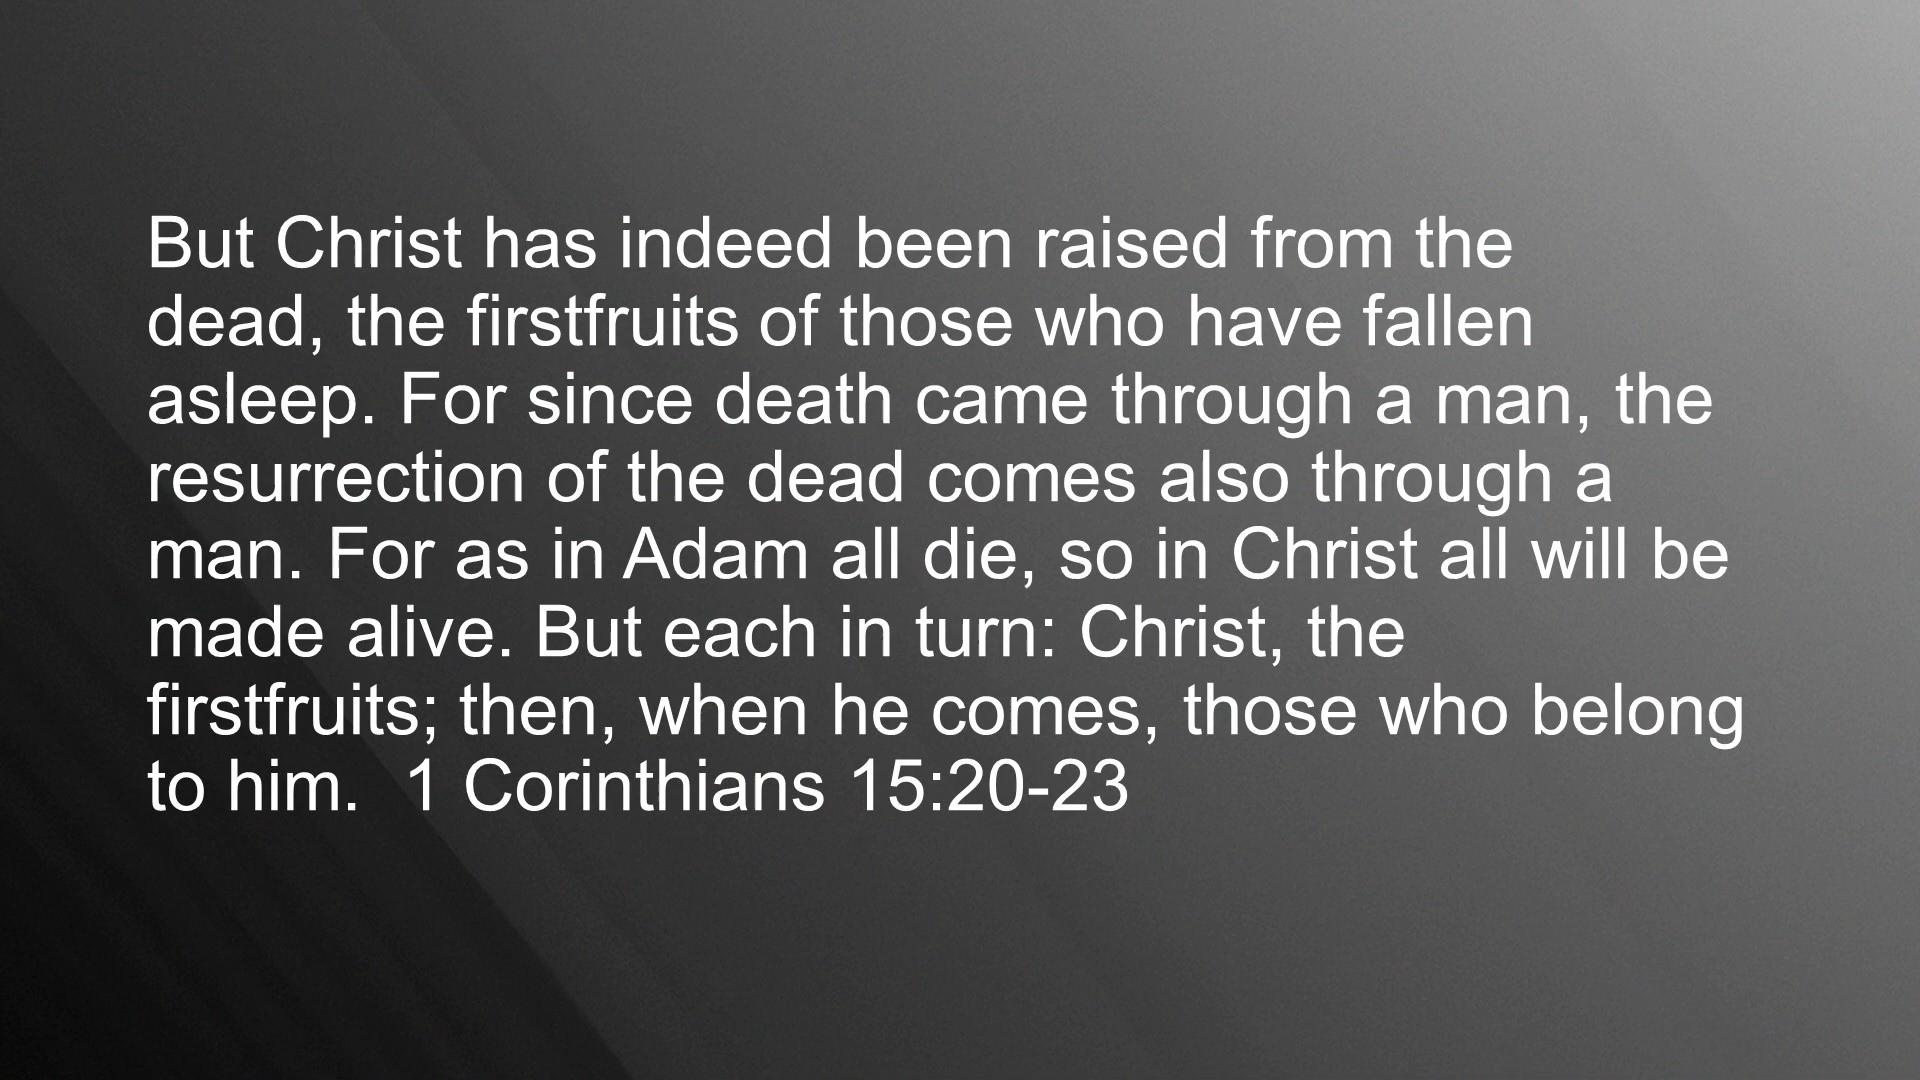 But Christ has indeed been raised from the
dead, the firstfruits of those who have fallen
asleep. For since death came through a man, the
resurrection of the dead comes also through a
man. For as in Adam all die, so in Christ all will be
made alive. But each in turn: Christ, the
firstfruits; then, when he comes, those who belong
to him.  1 Corinthians 15:20-23